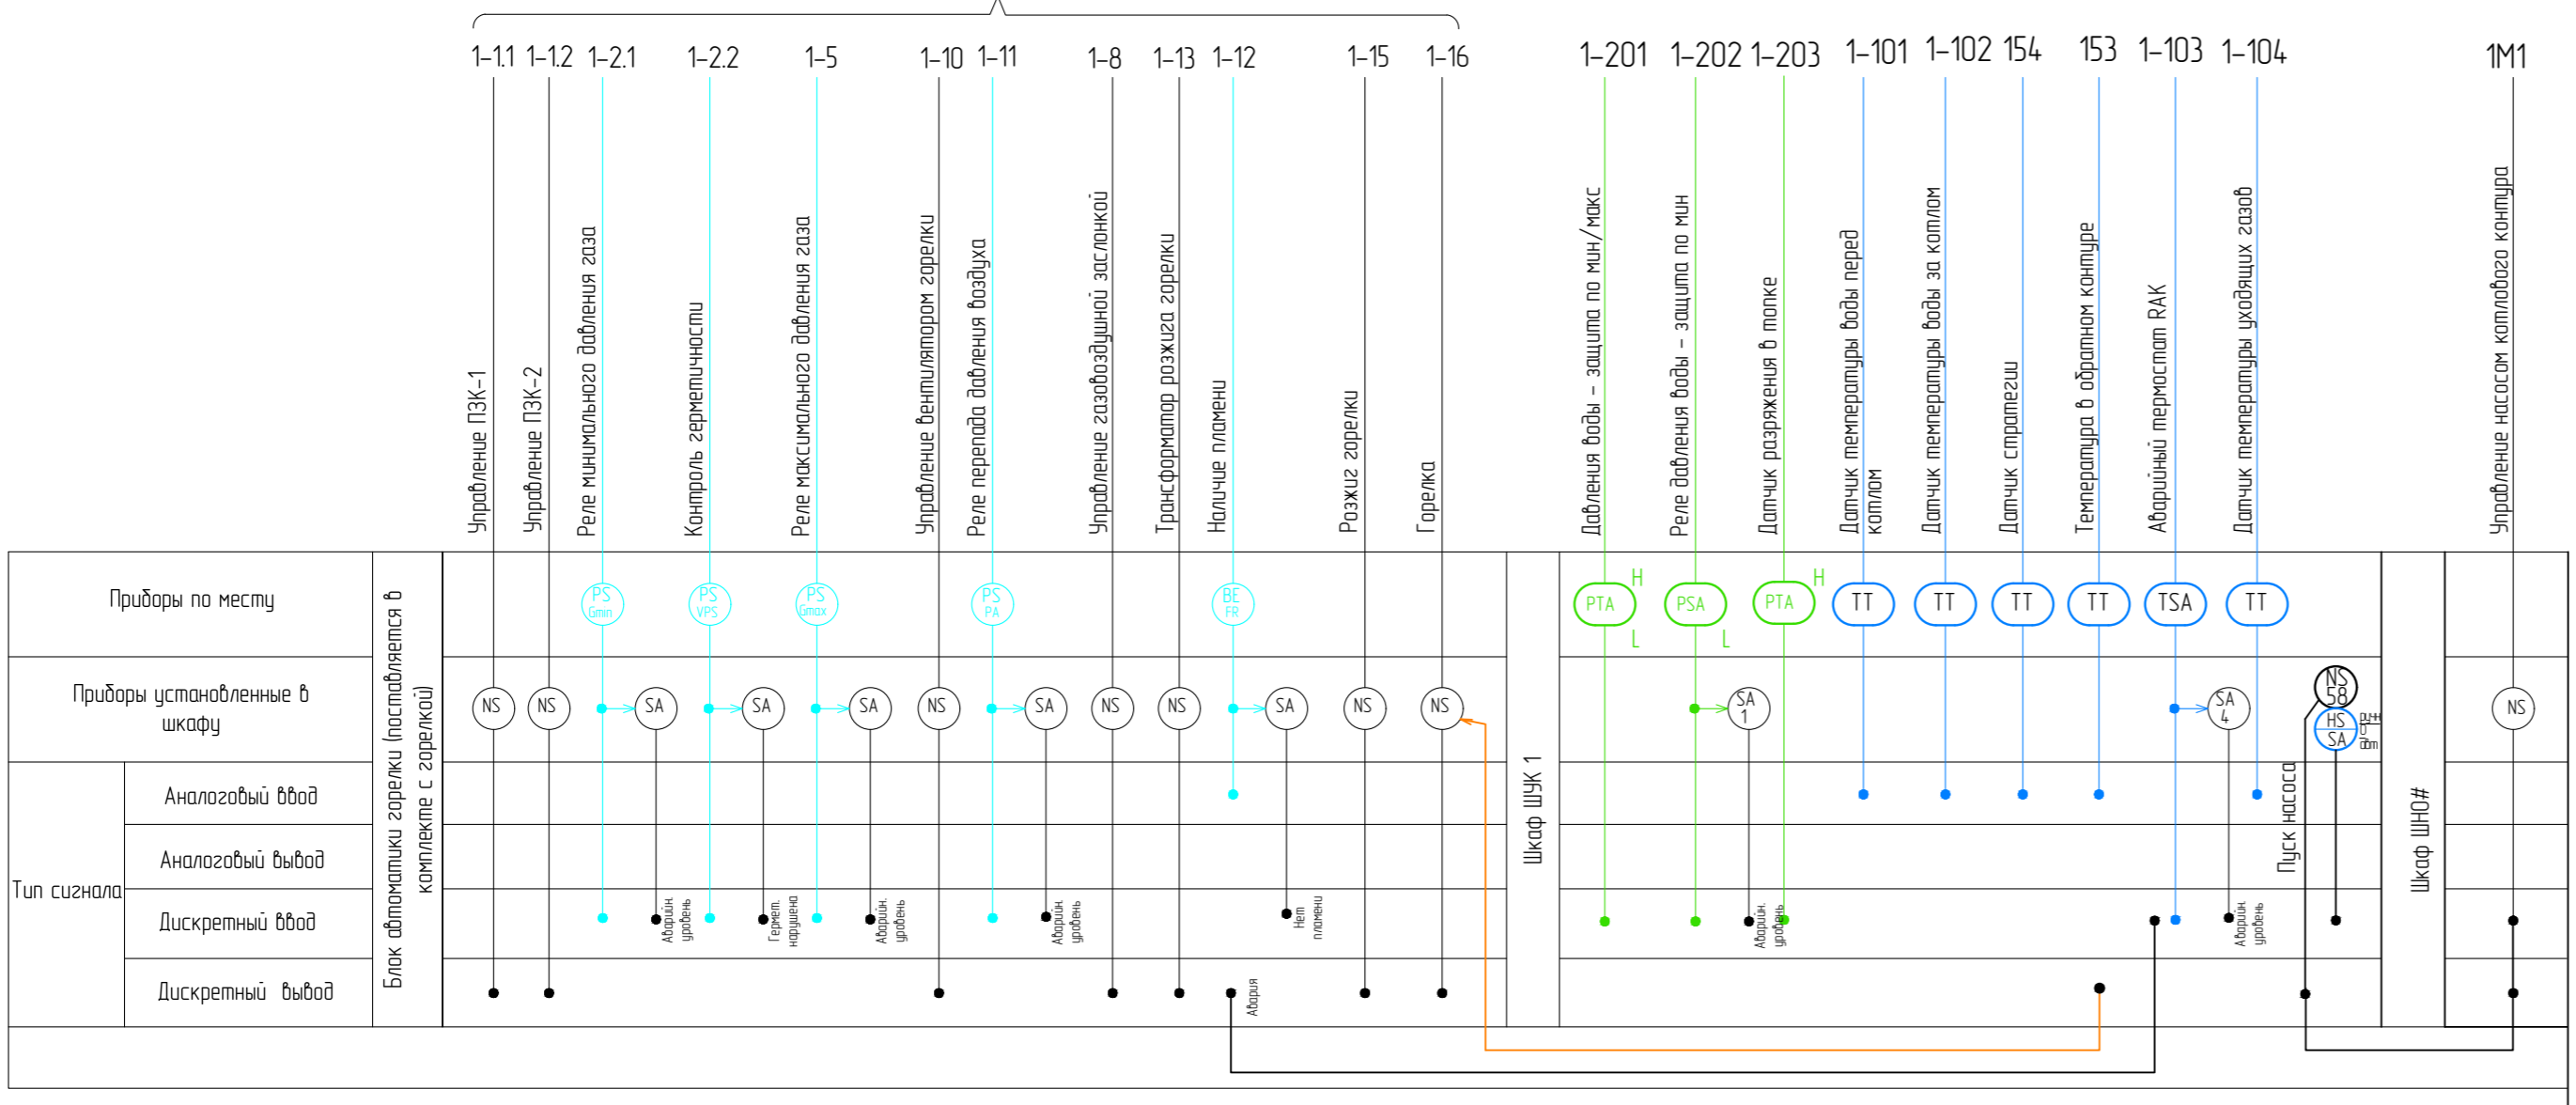 1-1.1 1-1.2 1-2.1 1-2.2 1-5 1-10 1-11 1-8 1-13 1-12 1-15 1-16 1-201 1-202 1-203 1-101 1-102 154 153 1-103 1-104 1М1
Управление ПЗК-1
Управление ПЗК-2
Реле минимального давления газа
Контроль герметичности
Реле максимального давления газа
Управление вентилятором горелки
Реле перепада давления воздуха
Управление газовоздушной заслонкой
Трансформатор розжига горелки
Наличие пламени
Розжиг горелки
Горелка
Давления воды - защита по мин/макс
Реле давления воды - защита по мин
Датчик разряжения в топке
Датчик температуры воды перед
котлом
Датчик температуры воды за котлом
Датчик стратегии
Температура в обратном контуре
Аварийный термостат RAK
Датчик температуры уходящих газов
Управление насосом котлового контура
Приборы по месту
PS
Gmin
PS
VPS
PS
Gmax
PS
PA
BE
FR
PTA
H
L
PSA
L
PTA
H
TT
TT
TT
TT
TSA
TT
Блок автоматики горелки (поставляется в
комплекте с горелкой)
Приборы установленные в
шкафу
NS
NS
SA
SA
SA
NS
SA
NS
NS
SA
NS
NS
Шкаф ШУК 1
SA
1
SA
4
NS
58
HS
SA
ручн
0
авт
Пуск насоса
Шкаф ШНО#
NS
Тип сигнала
Аналоговый ввод
Аналоговый вывод
Дискретный ввод
Аварийн.
уровень
Гермет.
нарушена
Аварийн.
уровень
Аварийн.
уровень
Нет
пламени
Аварийн.
уровень
Аварийн.
уровень
Дискретный вывод
Авария